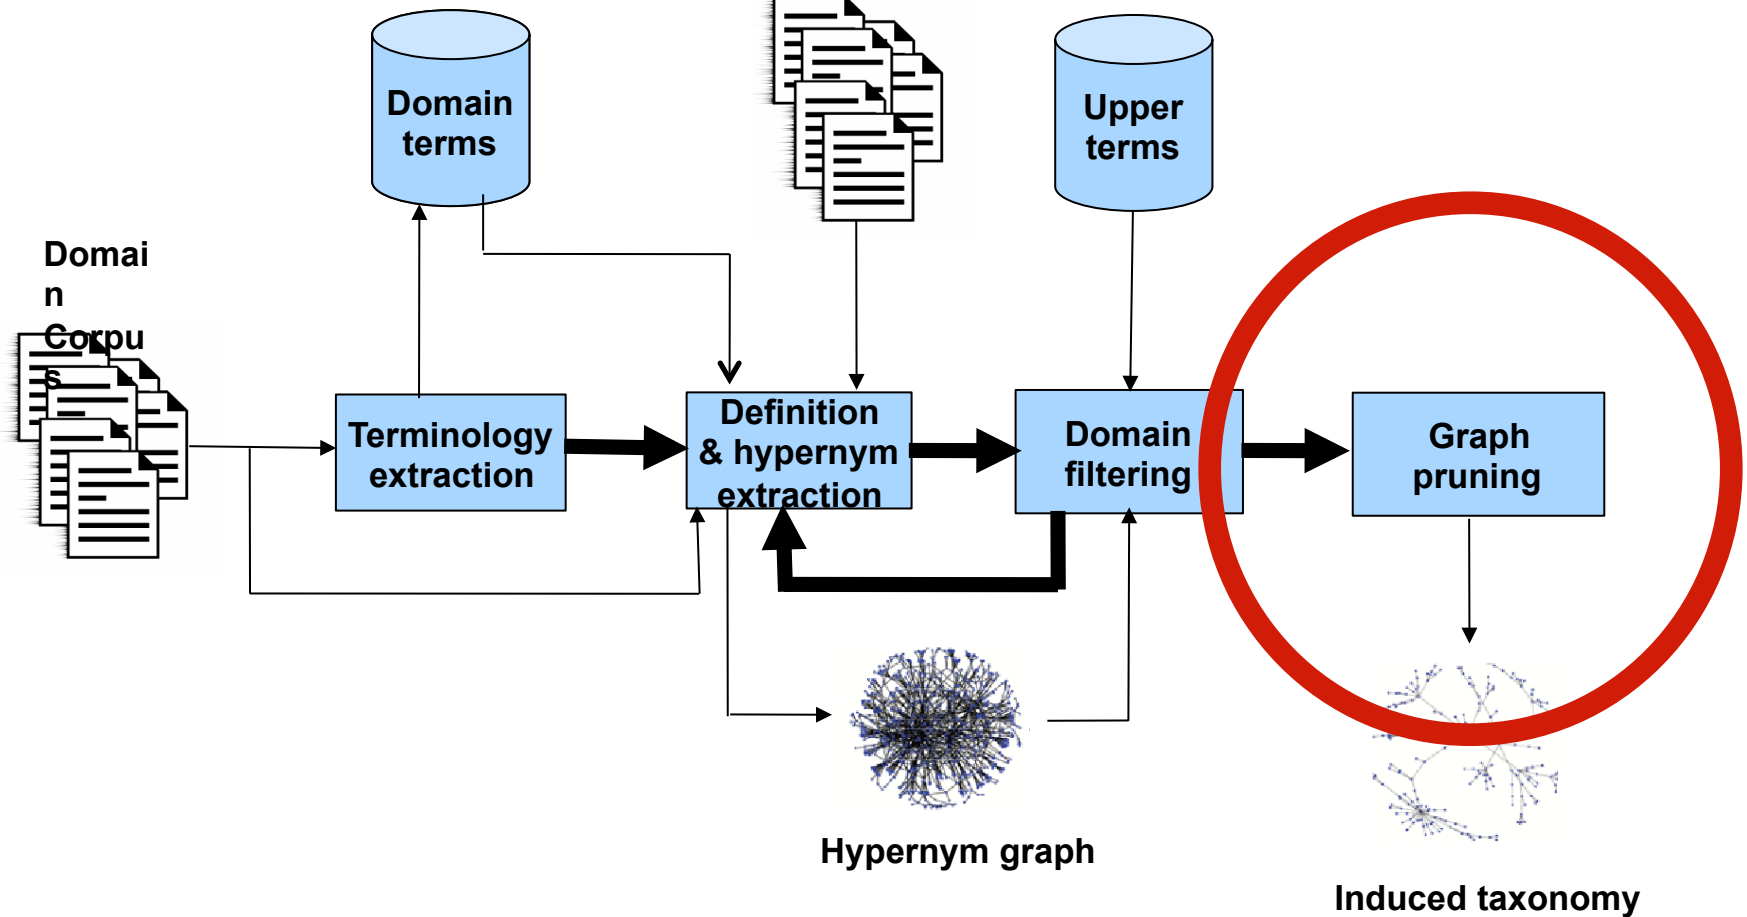 Domain
terms
Upper
terms
Domai
n
Corpu
s
Terminology
extraction
Definition
& hypernym
extraction
Domain
filtering
Graph
pruning
Hypernym graph
Induced taxonomy